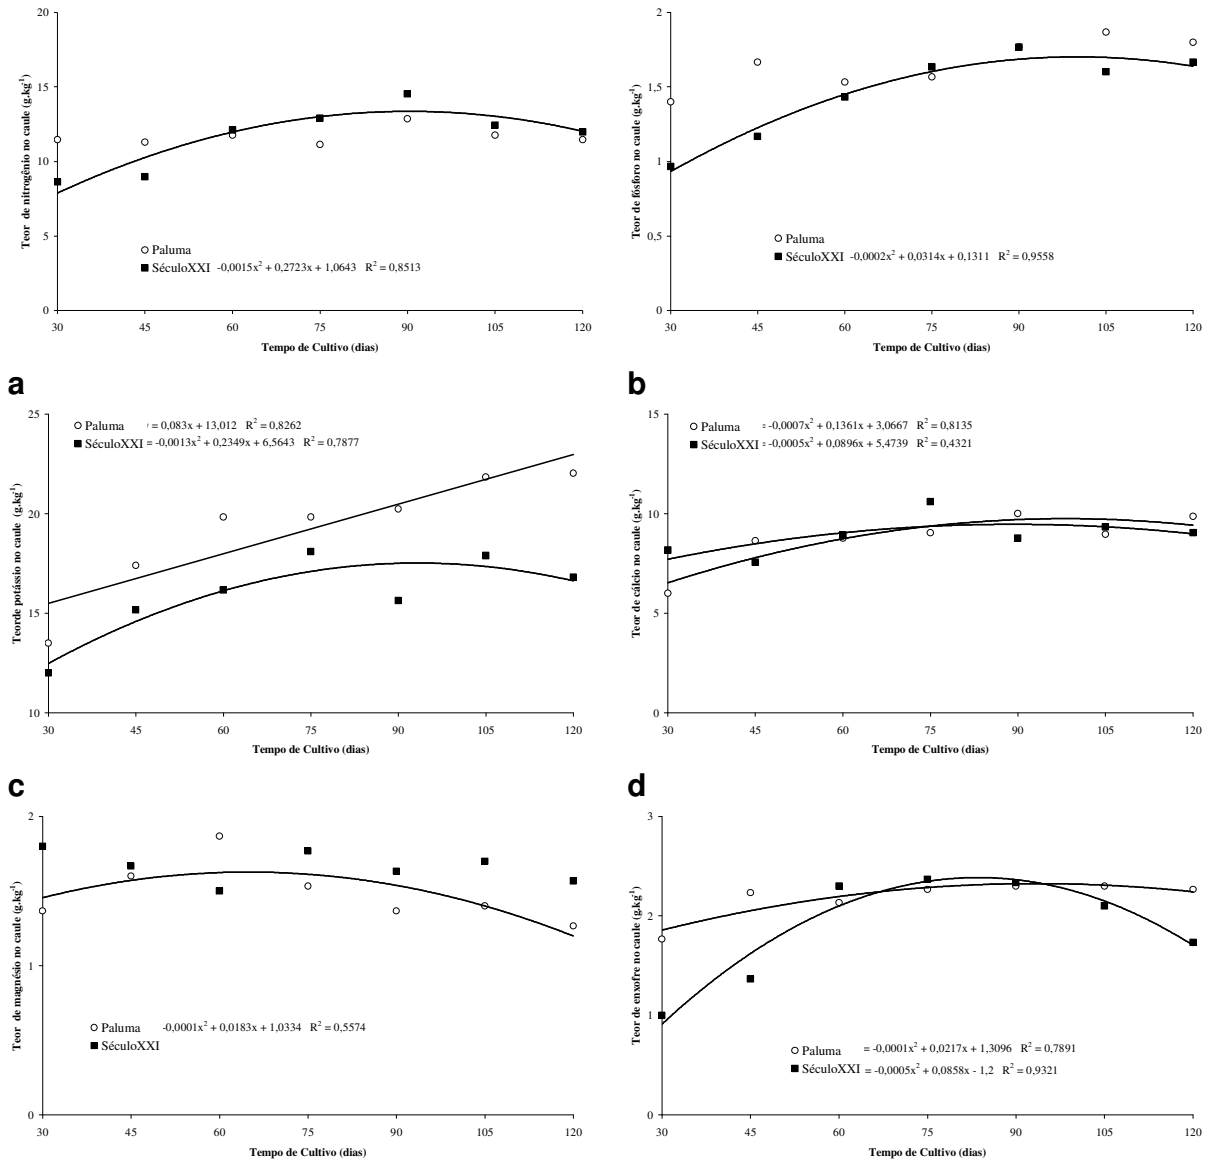 20
15
10
5
0
30 45 60 75 90 105 120
Teor de nitrogênio no caule (g.kg⁻¹)
Tempo de Cultivo (dias)
Paluma
SéculoXXI -0,0015x² + 0,2723x + 1,0643 R² = 0,8513
2
1,5
1
0,5
0
30 45 60 75 90 105 120
Teor de fósforo no caule (g.kg⁻¹)
Tempo de Cultivo (dias)
Paluma
SéculoXXI -0,0002x² + 0,0314x + 0,1311 R² = 0,9558
a
b
25
20
15
10
30 45 60 75 90 105 120
Teorde potássio no caule (g.kg⁻¹)
Tempo de Cultivo (dias)
Paluma = 0,083x + 13,012 R² = 0,8262
SéculoXXI = -0,0013x² + 0,2349x + 6,5643 R² = 0,7877
15
10
5
0
30 45 60 75 90 105 120
Teor de cálcio no caule (g.kg⁻¹)
Tempo de Cultivo (dias)
Paluma = -0,0007x² + 0,1361x + 3,0667 R² = 0,8135
SéculoXXI = -0,0005x² + 0,0896x + 5,4739 R² = 0,4321
c
d
2
1
0
30 45 60 75 90 105 120
Teor de magnésio no caule (g.kg⁻¹)
Tempo de Cultivo (dias)
Paluma -0,0001x² + 0,0183x + 1,0334 R² = 0,5574
SéculoXXI
3
2
1
0
30 45 60 75 90 105 120
Teor de enxofre no caule (g.kg⁻¹)
Tempo de Cultivo (dias)
Paluma = -0,0001x² + 0,0217x + 1,3096 R² = 0,7891
SéculoXXI = -0,0005x² + 0,0858x - 1,2 R² = 0,9321